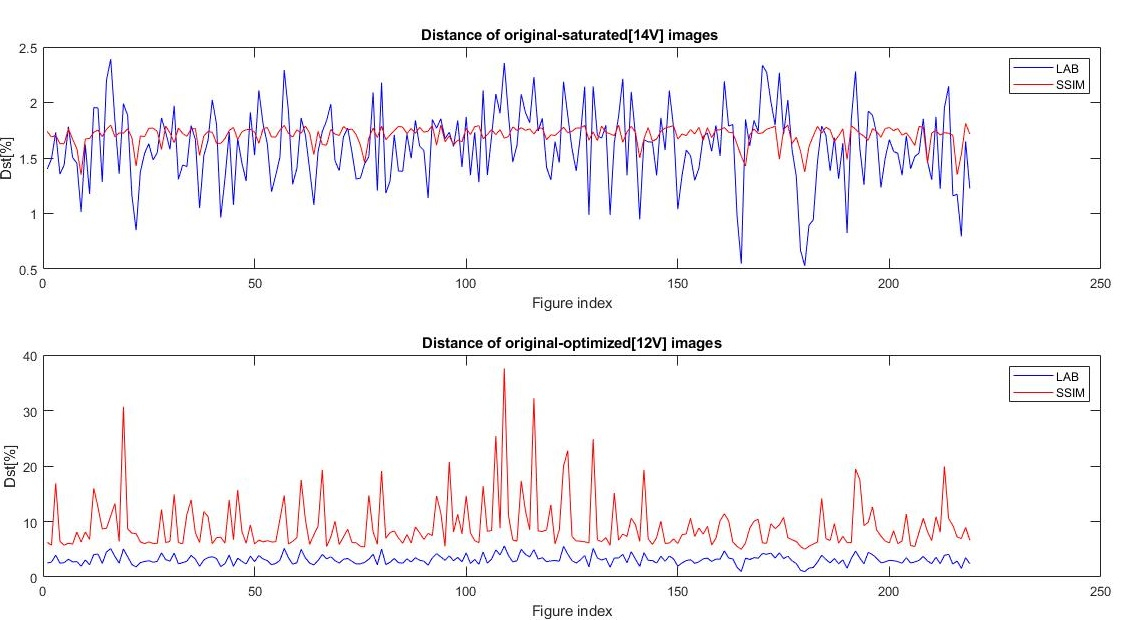 Distance of original-saturated[14V] images
2.5
2
1.5
1
0.5
Dst[%]
LAB
SSIM
0 50 100 150 200 250
Figure index
Distance of original-optimized[12V] images
40
30
20
10
0
Dst[%]
LAB
SSIM
0 50 100 150 200 250
Figure index